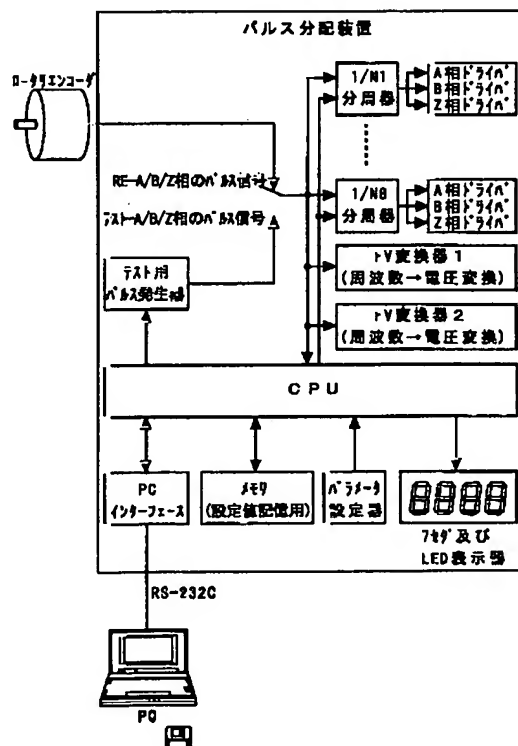 パルス分配装置
ロータリエンコーダ
1/N1
分周器
A相ドライバ
B相ドライバ
Z相ドライバ
RE-A/B/Z相のパルス信号
テスト-A/B/Z相のパルス信号
1/N8
分周器
A相ドライバ
B相ドライバ
Z相ドライバ
テスト用
パルス発生器
FV変換器1
(周波数→電圧変換)
FV変換器2
(周波数→電圧変換)
CPU
PC
インターフェース
メモリ
(設定値記憶用)
パラメータ
設定器
8888
7セグ及び
LED表示器
RS-232C
PC